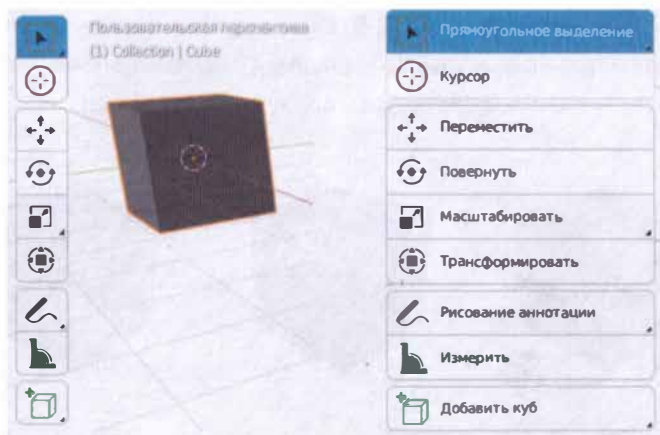 Пользовательская перспектива
(1) Collection | Cube
Прямоугольное выделение
Курсор
Переместить
Повернуть
Масштабировать
Трансформировать
Рисование аннотации
Измерить
Добавить куб